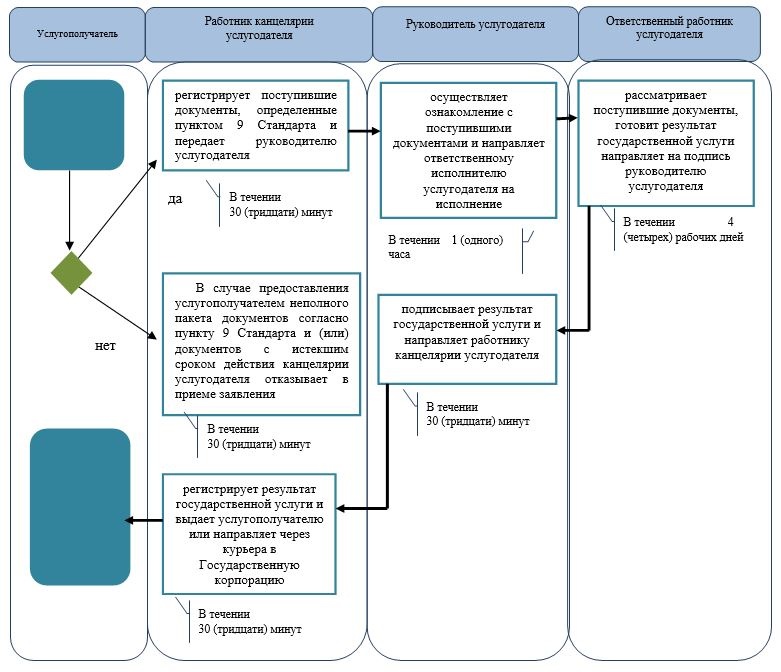 Услугополучатель
Работник канцелярии
услугодателя
Руководитель услугодателя
Ответственный работник
услугодателя
регистрирует поступившие
документы, определенные
пунктом 9 Стандарта и
передает руководителю
услугодателя
да
В течении
30 (тридцати) минут
осуществляет
ознакомление с
поступившими
документами и направляет
ответственному
исполнителю
услугодателя на
исполнение
В течении 1 (одного)
часа
рассматривает
поступившие документы,
готовит результат
государственной услуги
направляет на подпись
руководителю
услугодателя
В течении 4
(четырех) рабочих дней
нет
В случае предоставления
услугополучателем неполного
пакета документов согласно
пункту 9 Стандарта и (или)
документов с истекшим
сроком действия канцелярии
услугодателя отказывает в
приеме заявления
В течении
30 (тридцати) минут
подписывает результат
государственной услуги и
направляет работнику
канцелярии услугодателя
В течении
30 (тридцати) минут
регистрирует результат
государственной услуги и
выдает услугополучателю
или направляет через
курьера в
Государственную
корпорацию
В течении
30 (тридцати) минут